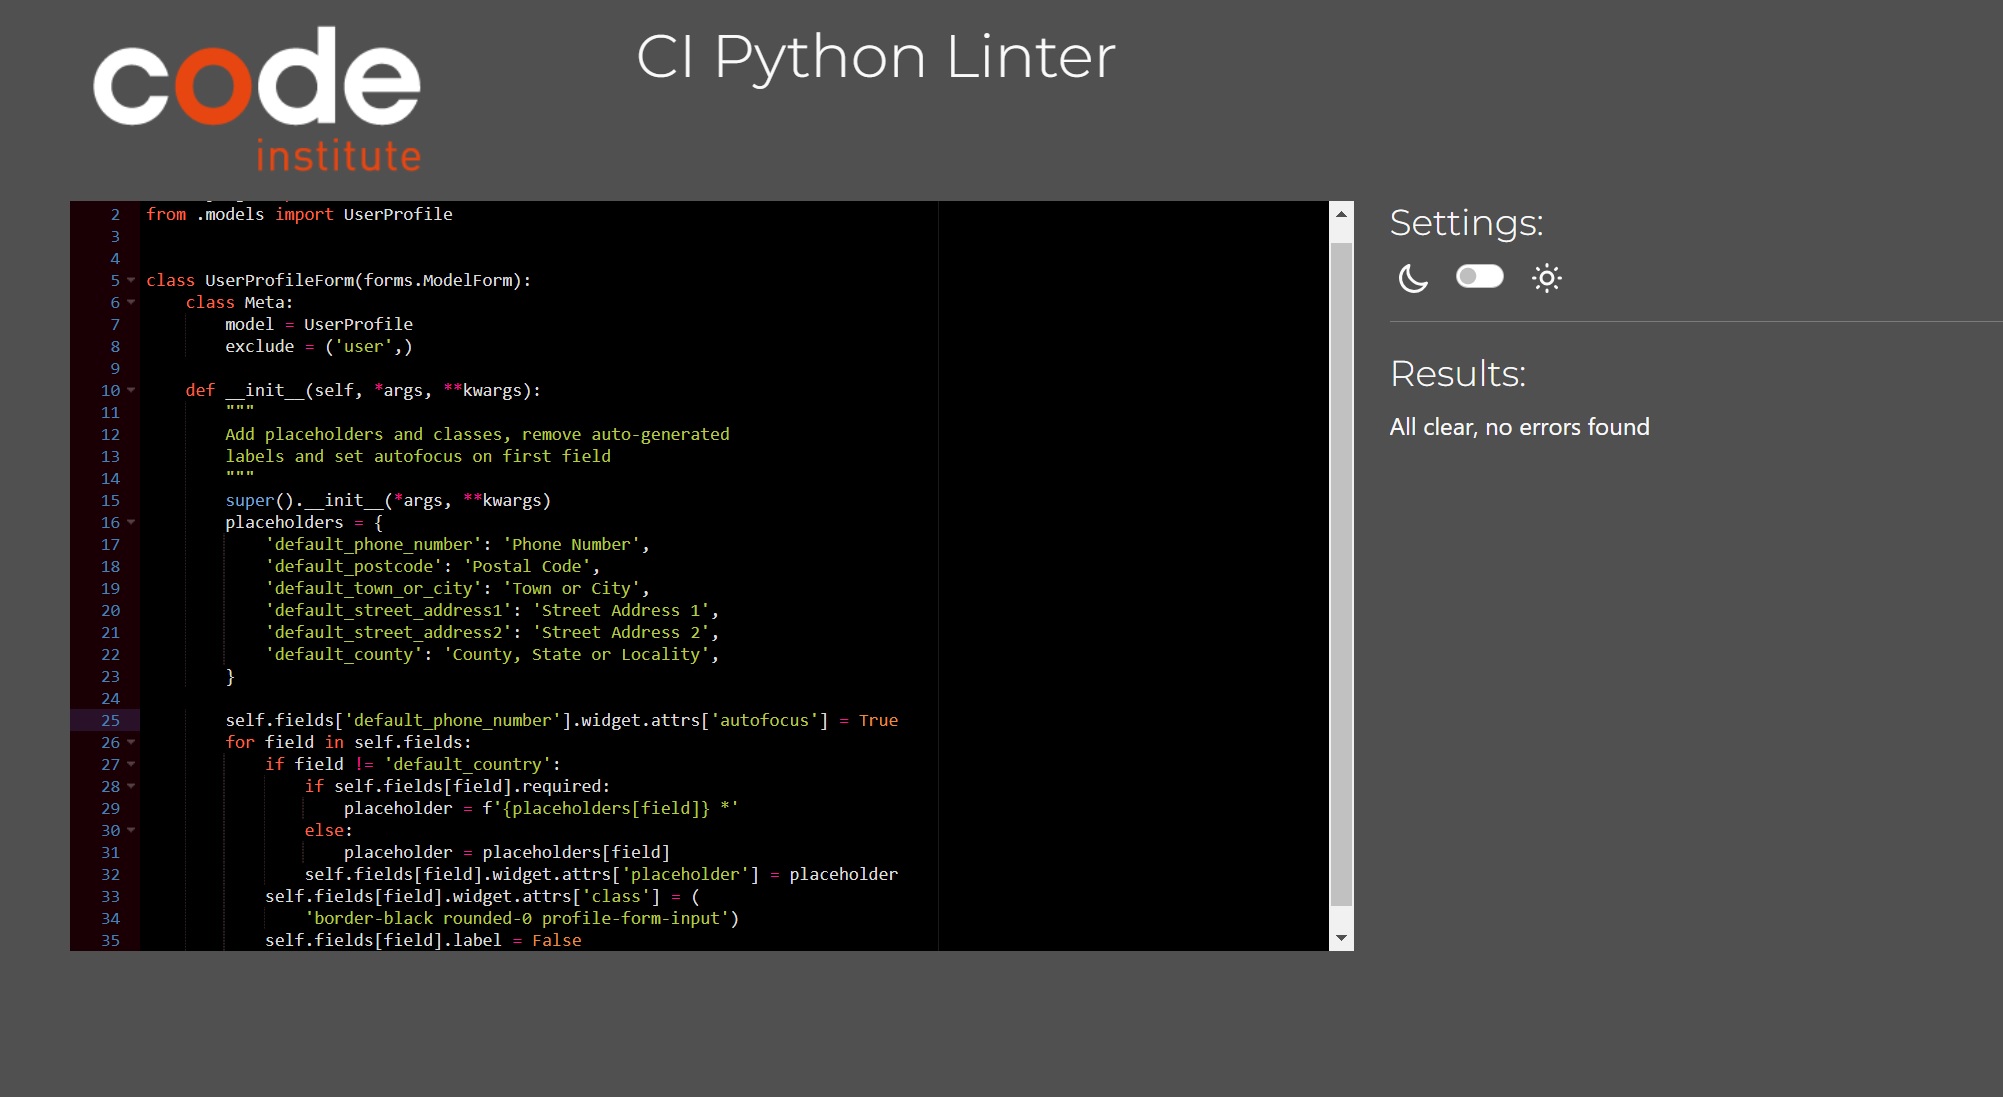 code
institute
CI Python Linter
2 from .models import UserProfile
3
4
5 class UserProfileForm(forms.ModelForm):
6     class Meta:
7         model = UserProfile
8         exclude = ('user',)
9
10     def __init__(self, *args, **kwargs):
11         """
12         Add placeholders and classes, remove auto-generated
13         labels and set autofocus on first field
14         """
15         super().__init__(*args, **kwargs)
16         placeholders = {
17             'default_phone_number': 'Phone Number',
18             'default_postcode': 'Postal Code',
19             'default_town_or_city': 'Town or City',
20             'default_street_address1': 'Street Address 1',
21             'default_street_address2': 'Street Address 2',
22             'default_county': 'County, State or Locality',
23         }
24
25         self.fields['default_phone_number'].widget.attrs['autofocus'] = True
26         for field in self.fields:
27             if field != 'default_country':
28                 if self.fields[field].required:
29                     placeholder = f'{placeholders[field]} *'
30                 else:
31                     placeholder = placeholders[field]
32                 self.fields[field].widget.attrs['placeholder'] = placeholder
33             self.fields[field].widget.attrs['class'] = (
34                 'border-black rounded-0 profile-form-input')
35             self.fields[field].label = False
Settings:
Results:
All clear, no errors found